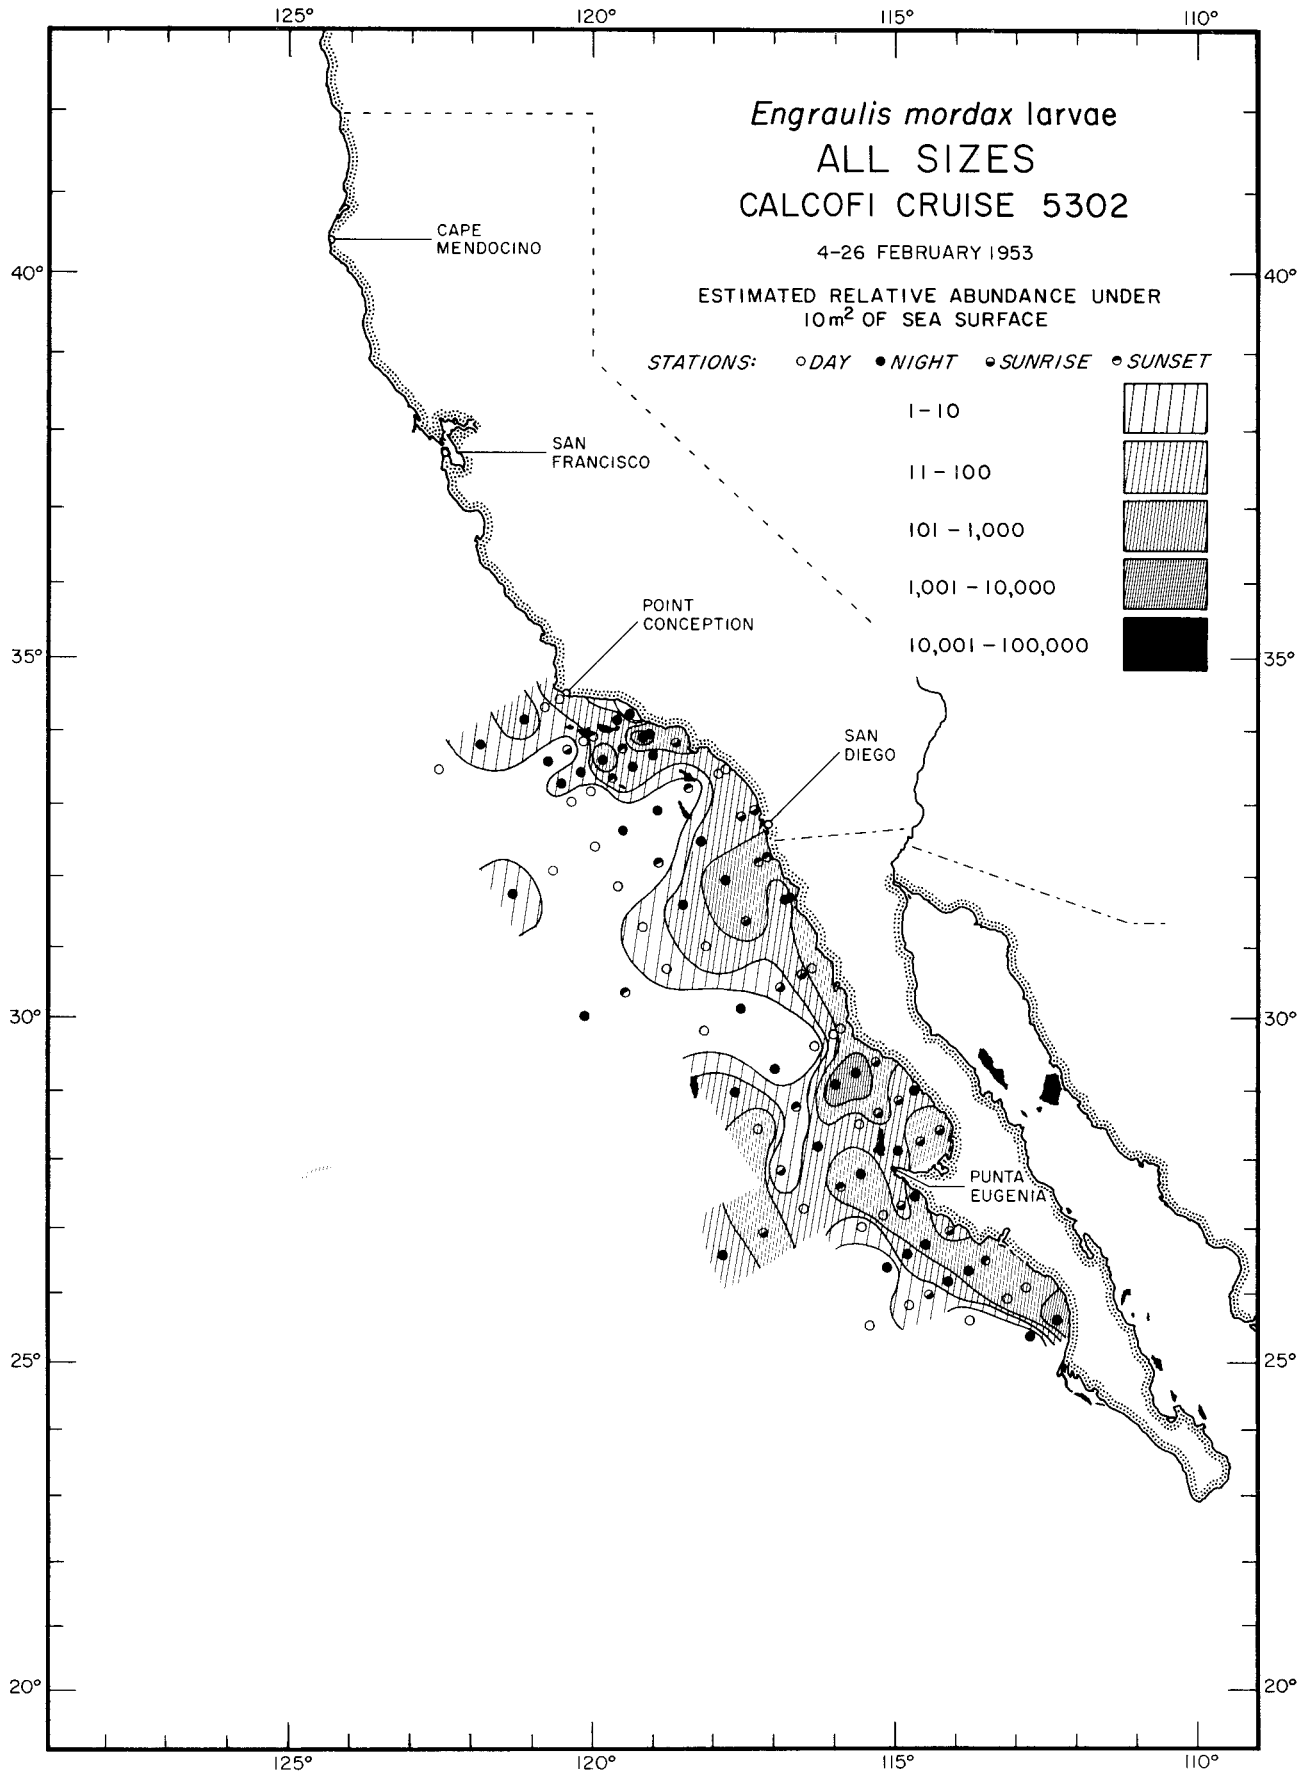 125°
120°
115°
110°
Engraulis mordax larvae
ALL SIZES
CALCOFI CRUISE 5302
4-26 FEBRUARY 1953
ESTIMATED RELATIVE ABUNDANCE UNDER
10m² OF SEA SURFACE
STATIONS: DAY NIGHT SUNRISE SUNSET
1-10
11-100
101-1,000
1,001-10,000
10,001-100,000
CAPE
MENDOCINO
40°
40°
SAN
FRANCISCO
POINT
CONCEPTION
35°
35°
SAN
DIEGO
30°
30°
PUNTA
EUGENIA
25°
25°
20°
20°
125°
120°
115°
110°